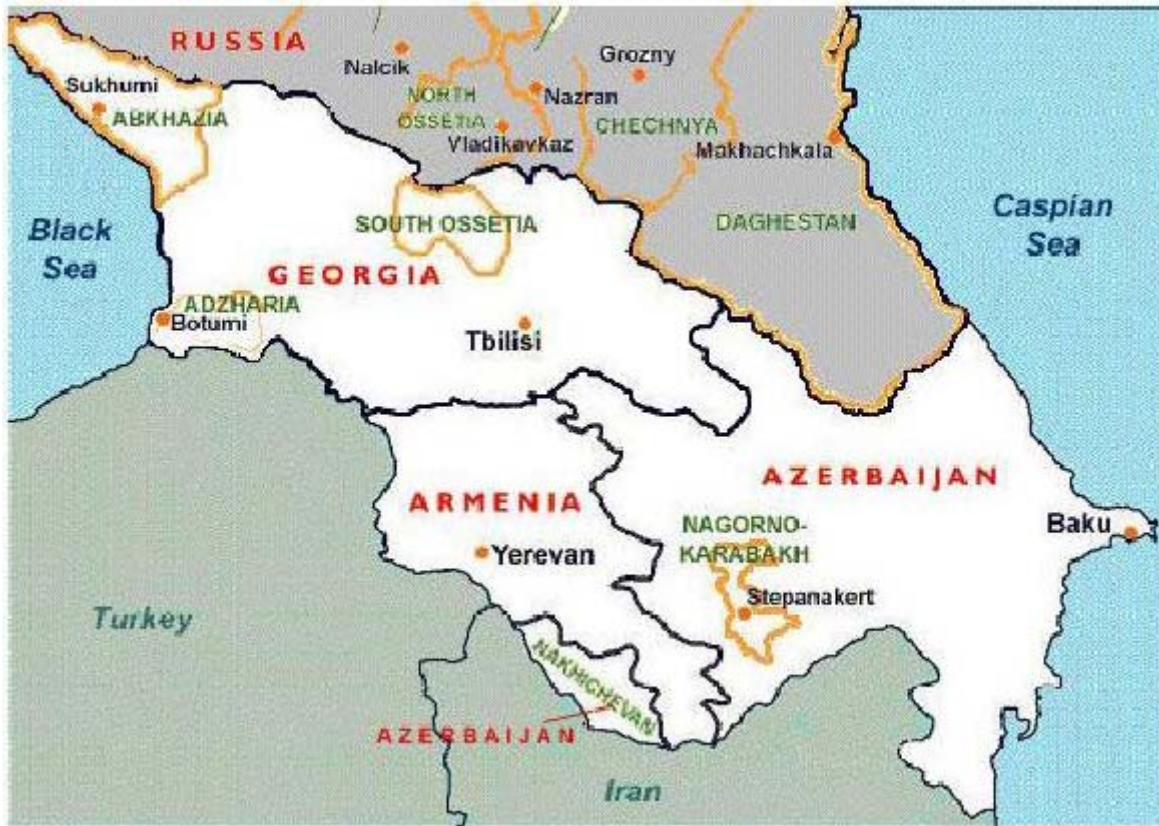 RUSSIA
Nalcik
Grozny
Sukhumi
ABKHAZIA
NORTH
OSSETIA
Nazran
CHECHNYA
Vladikavkaz
Makhachkala
Black
Sea
SOUTH OSSETIA
DAGHESTAN
Caspian
Sea
GEORGIA
ADZHARIA
Botumi
Tbilisi
AZERBAIJAN
ARMENIA
NAGORNO-
KARABAKH
Baku
Yerevan
Stepanakert
Turkey
NAKHICHEVAN
AZERBAIJAN
Iran